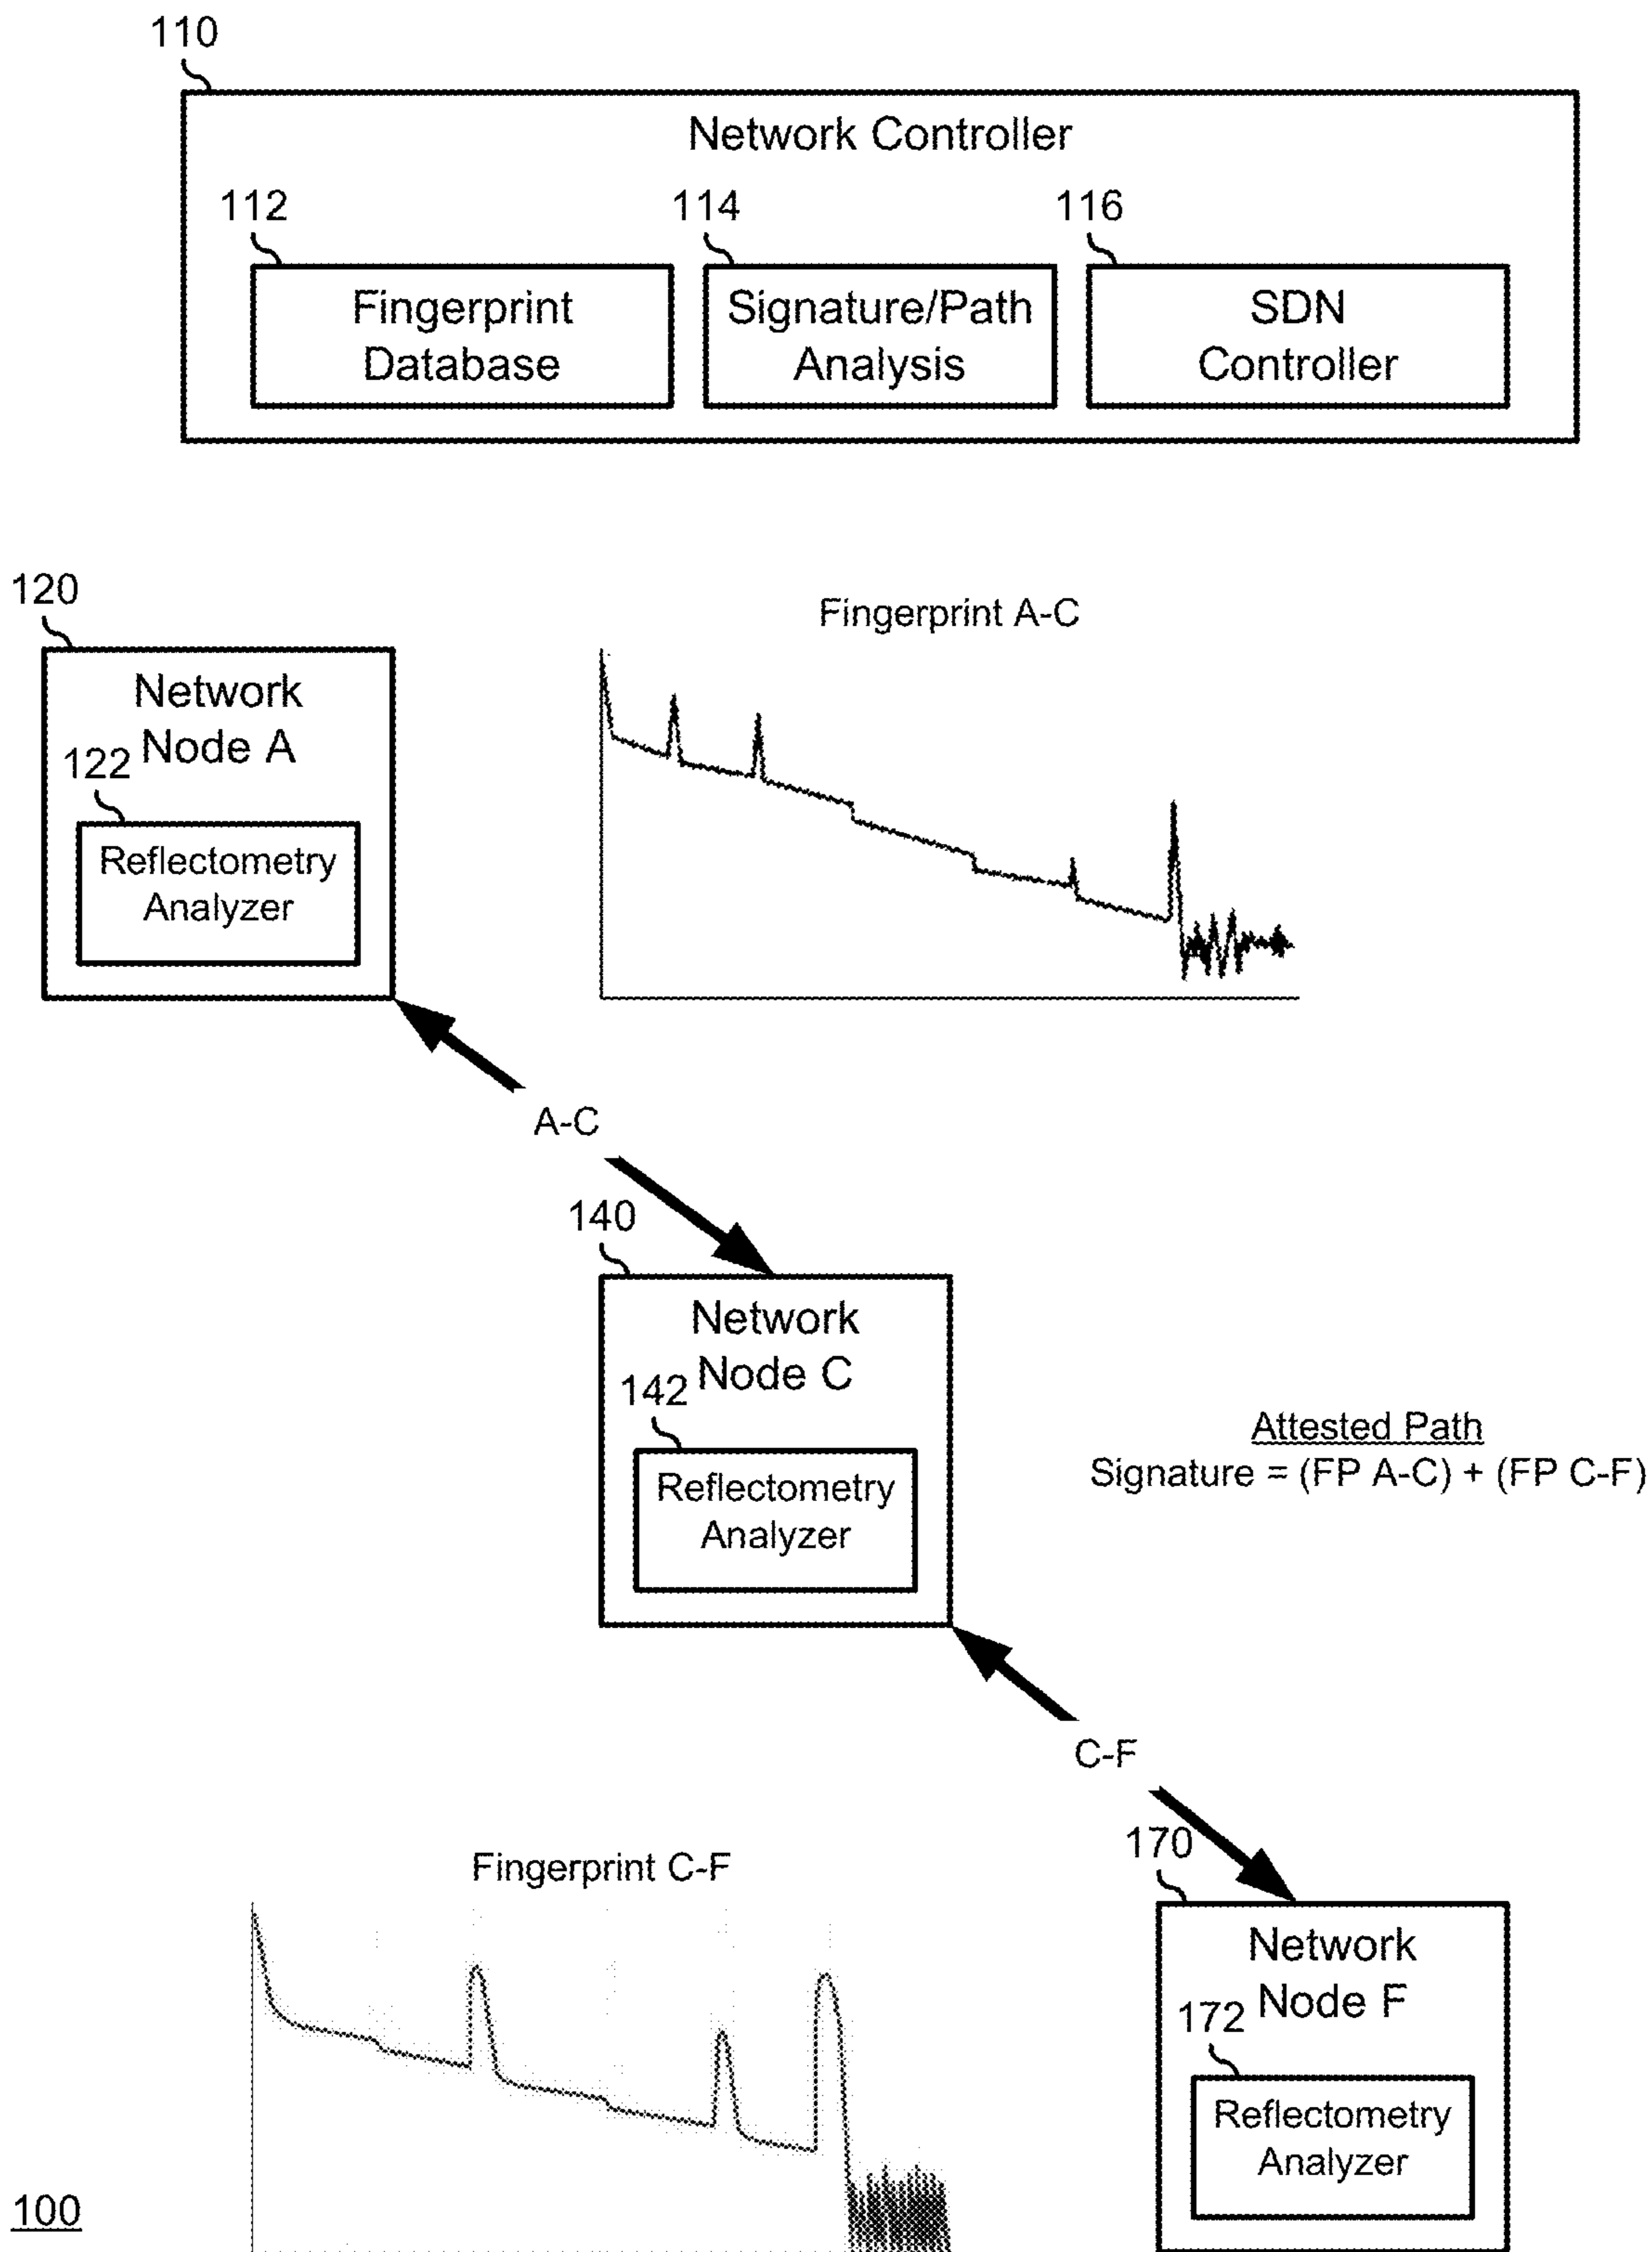 110
Network Controller
112
114
116
Fingerprint
Database
Signature/Path
Analysis
SDN
Controller
120
Network
Node A
122
Reflectometry
Analyzer
Fingerprint A-C
A-C
140
Network
Node C
142
Reflectometry
Analyzer
Attested Path
Signature = (FP A-C) + (FP C-F)
C-F
170
Network
Node F
172
Reflectometry
Analyzer
Fingerprint C-F
100